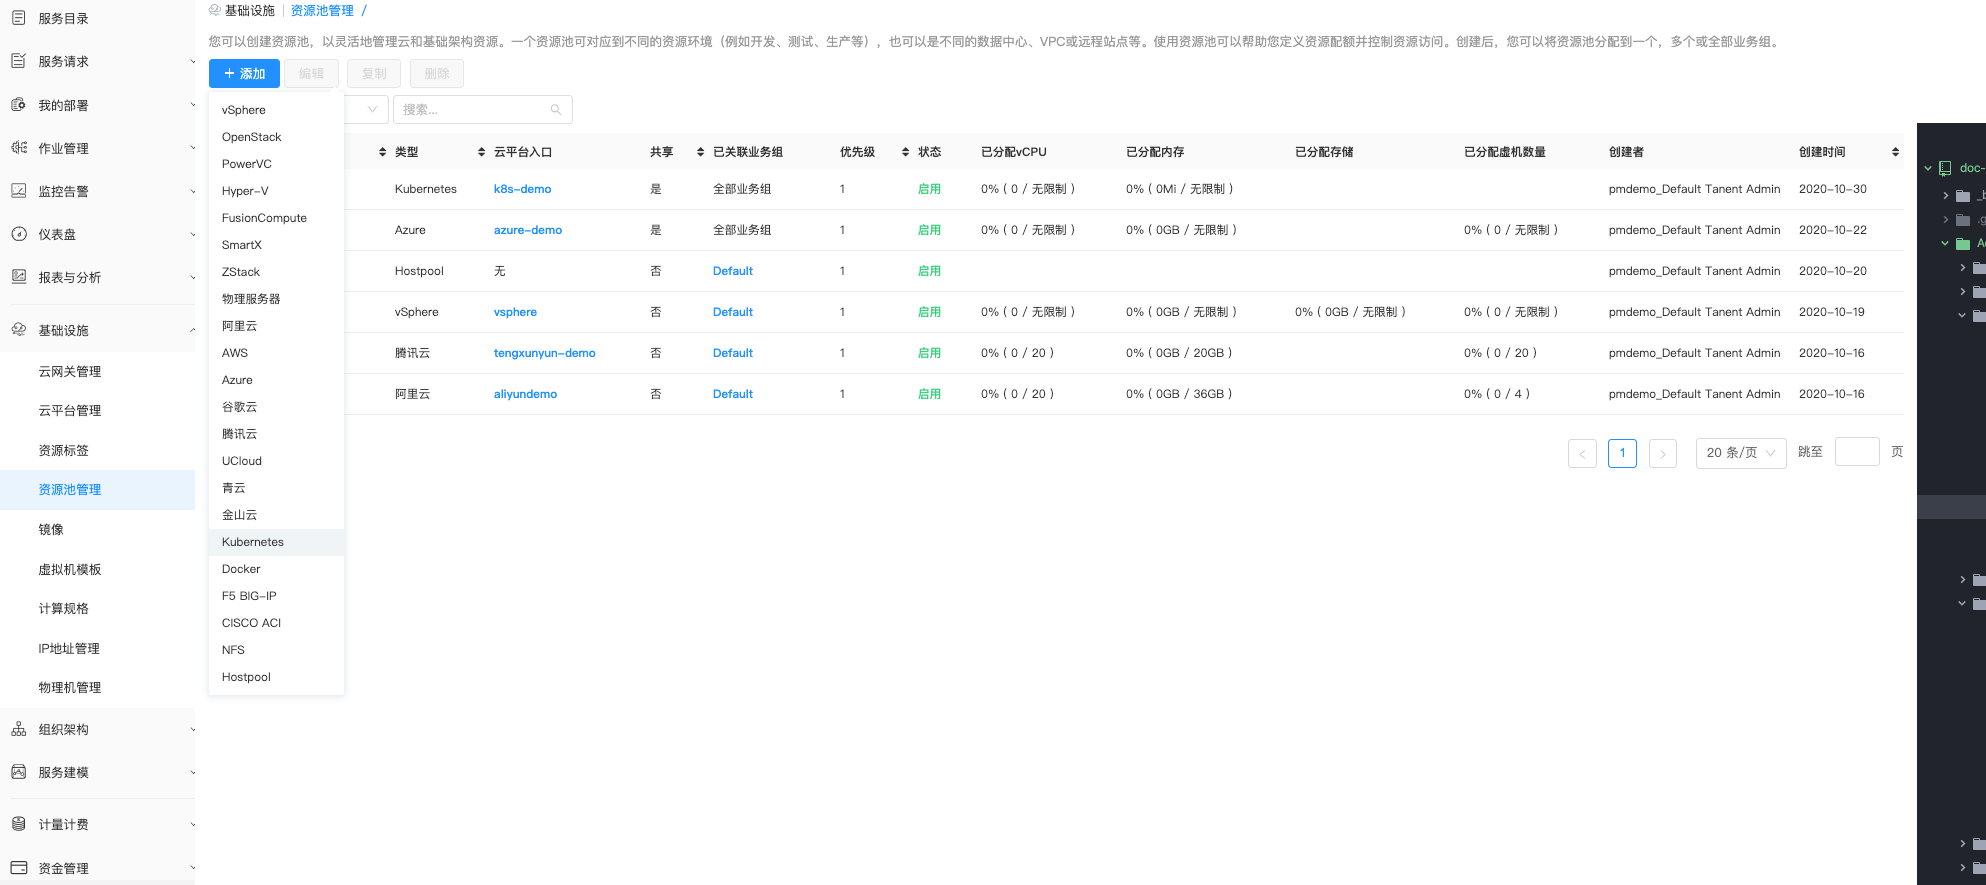 服务目录
服务请求
我的部署
作业管理
监控告警
仪表盘
报表与分析
基础设施
云网关管理
云平台管理
资源标签
资源池管理
镜像
虚拟机模板
计算规格
IP地址管理
物理机管理
组织架构
服务建模
计量计费
资金管理
基础设施 资源池管理 /
您可以创建资源池，以灵活地管理云和基础架构资源。一个资源池可对应到不同的资源环境（例如开发、测试、生产等），也可以是不同的数据中心、VPC或远程站点等。使用资源池可以帮助您定义资源配额并控制资源访问。创建后，您可以将资源池分配到一个，多个或全部业务组。
+ 添加 编辑 复制 删除
搜索...
vSphere
OpenStack
PowerVC
Hyper-V
FusionCompute
SmartX
ZStack
物理服务器
阿里云
AWS
Azure
谷歌云
腾讯云
UCloud
青云
金山云
Kubernetes
Docker
F5 BIG-IP
CISCO ACI
NFS
Hostpool
类型 云平台入口 共享 已关联业务组 优先级 状态 已分配vCPU 已分配内存 已分配存储 已分配虚机数量 创建者 创建时间
Kubernetes k8s-demo 是 全部业务组 1 启用 0% ( 0 / 无限制 ) 0% ( 0Mi / 无限制 ) pmdemo_Default Tanent Admin 2020-10-30
Azure azure-demo 是 全部业务组 1 启用 0% ( 0 / 无限制 ) 0% ( 0GB / 无限制 ) 0% ( 0 / 无限制 ) pmdemo_Default Tanent Admin 2020-10-22
Hostpool 无 否 Default 1 启用 pmdemo_Default Tanent Admin 2020-10-20
vSphere vsphere 否 Default 1 启用 0% ( 0 / 无限制 ) 0% ( 0GB / 无限制 ) 0% ( 0GB / 无限制 ) 0% ( 0 / 无限制 ) pmdemo_Default Tanent Admin 2020-10-19
腾讯云 tengxunyun-demo 否 Default 1 启用 0% ( 0 / 20 ) 0% ( 0GB / 20GB ) 0% ( 0 / 20 ) pmdemo_Default Tanent Admin 2020-10-16
阿里云 aliyundemo 否 Default 1 启用 0% ( 0 / 20 ) 0% ( 0GB / 36GB ) 0% ( 0 / 4 ) pmdemo_Default Tanent Admin 2020-10-16
< 1 > 20 条/页 跳至 页
doc-